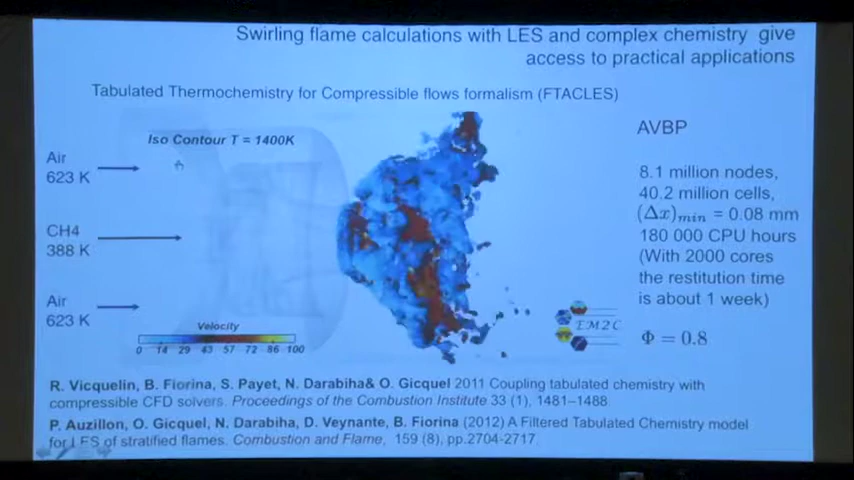 Swirling flame calculations with LES and complex chemistry give
access to practical applications
Tabulated Thermochemistry for Compressible flows formalism (FTACLES)
Iso Contour T = 1400K
Air
623 K
CH4
388 K
Air
623 K
Velocity
0 14 29 43 57 72 86 100
EM2C
AVBP
8.1 million nodes,
40.2 million cells,
(Δx)min = 0.08 mm
180 000 CPU hours
(With 2000 cores
the restitution time
is about 1 week)
Φ = 0.8
R. Vicquelin, B. Fiorina, S. Payet, N. Darabiha& O. Gicquel 2011 Coupling tabulated chemistry with
compressible CFD solvers. Proceedings of the Combustion Institute 33 (1), 1481–1488.
P. Auzillon, O. Gicquel, N. Darabiha, D. Veynante, B. Fiorina (2012) A Filtered Tabulated Chemistry model
for LES of stratified flames. Combustion and Flame, 159 (8), pp.2704-2717.